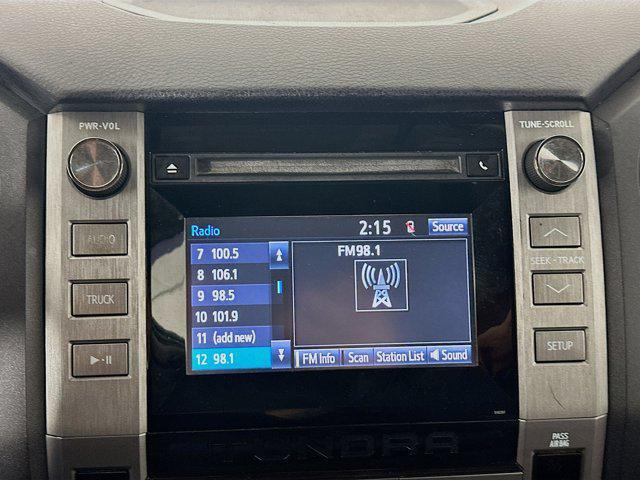 PWR-VOL
TUNE-SCROLL
Radio 2:15 Source
7 100.5
8 106.1
9 98.5
10 101.9
11 (add new)
12 98.1
FM98.1
FM Info Scan Station List Sound
AUDIO
TRUCK
SEEK - TRACK
SETUP
TUNDRA
PASS
AIRBAG